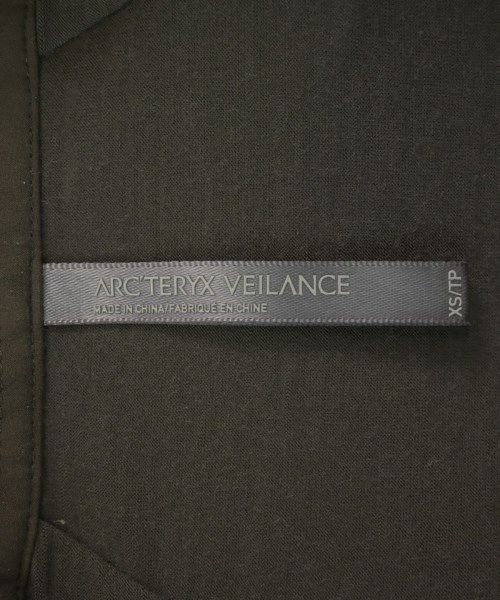 ARC'TERYX VEILANCE
MADE IN CHINA/FABRIQUÉ EN CHINE
XS/TP